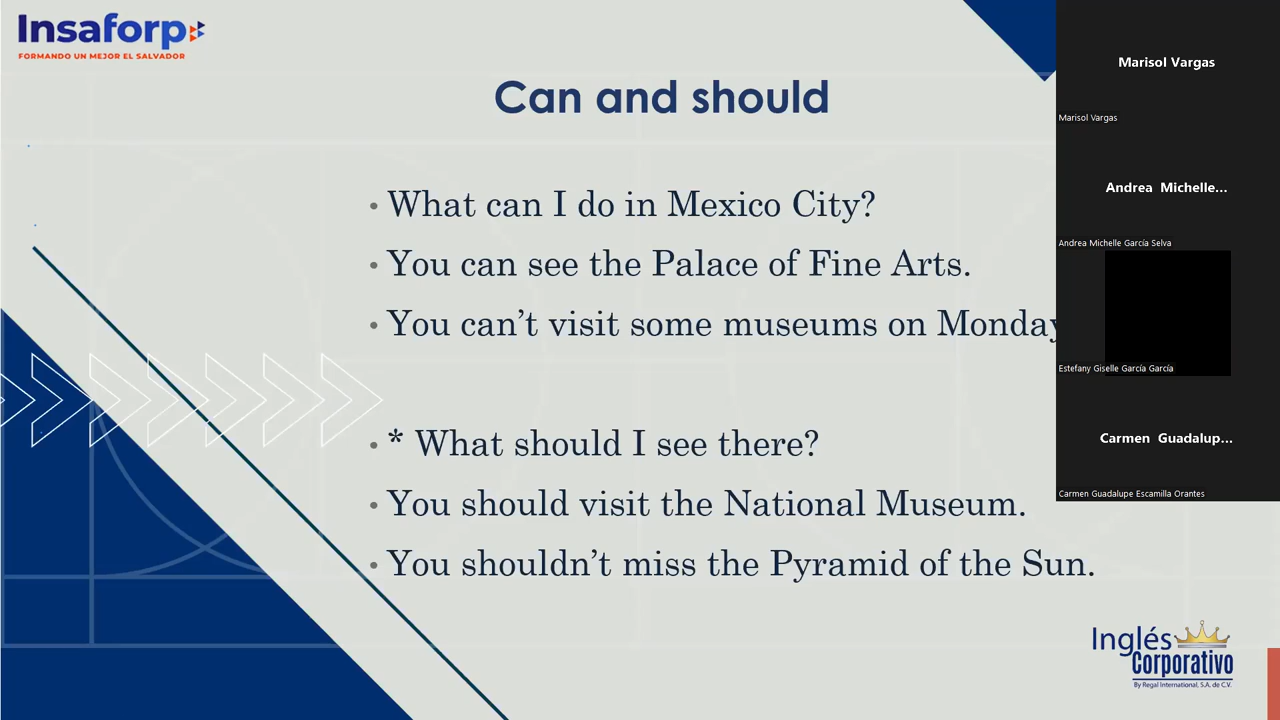 Insaforp
FORMANDO UN MEJOR EL SALVADOR
Can and should
• What can I do in Mexico City?
• You can see the Palace of Fine Arts.
• You can’t visit some museums on Monday
• * What should I see there?
• You should visit the National Museum.
• You shouldn’t miss the Pyramid of the Sun.
Marisol Vargas
Marisol Vargas
Andrea Michelle...
Andrea Michelle García Selva
Estefany Giselle García García
Carmen Guadalup...
Carmen Guadalupe Escamilla Orantes
Inglés
Corporativo
By Regal International, S.A. de C.V.